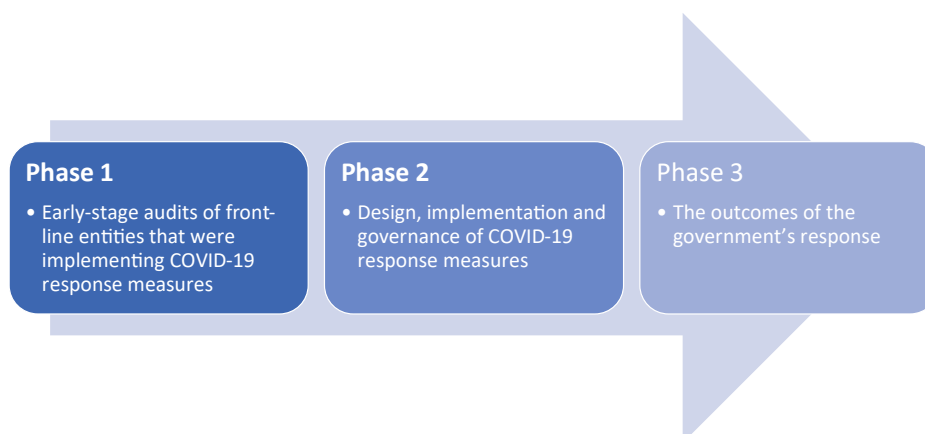 Phase 1
• Early-stage audits of front-
line entities that were
implementing COVID-19
response measures
Phase 2
• Design, implementation and
governance of COVID-19
response measures
Phase 3
• The outcomes of the
government’s response